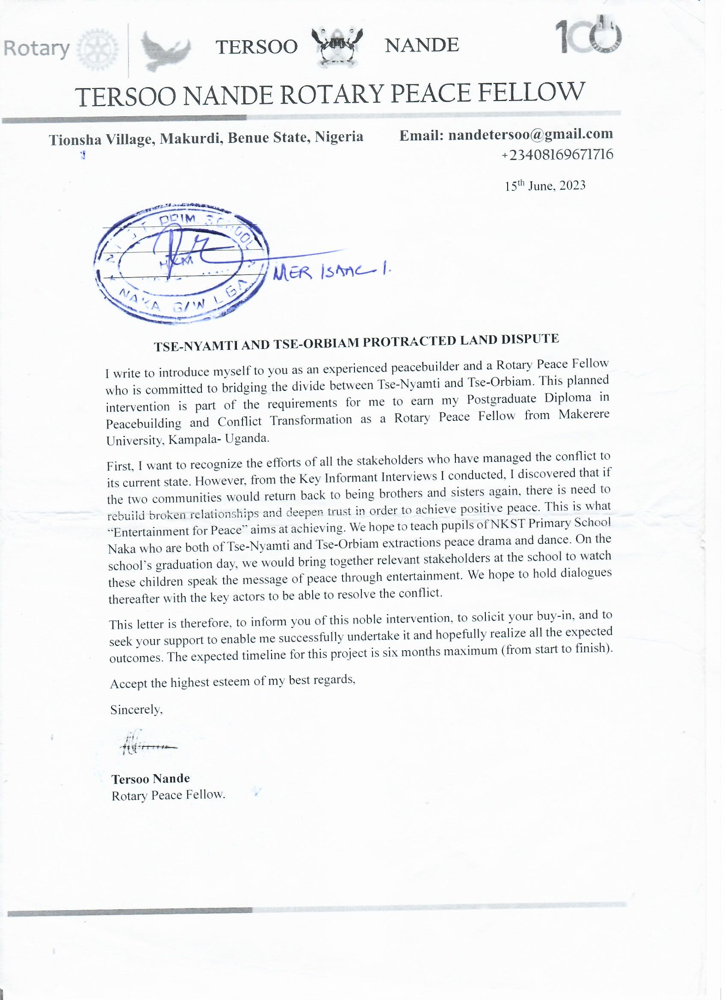 Rotary
TERSOO NANDE
100
TERSOO NANDE ROTARY PEACE FELLOW
Tionsha Village, Makurdi, Benue State, Nigeria
Email: nandetersoo@gmail.com
+23408169671716
15th June, 2023
PRIM. SCHOOL
H/M
NAKA G/W LGA
MER ISAAC I.
TSE-NYAMTI AND TSE-ORBIAM PROTRACTED LAND DISPUTE
I write to introduce myself to you as an experienced peacebuilder and a Rotary Peace Fellow
who is committed to bridging the divide between Tse-Nyamti and Tse-Orbiam. This planned
intervention is part of the requirements for me to earn my Postgraduate Diploma in
Peacebuilding and Conflict Transformation as a Rotary Peace Fellow from Makerere
University, Kampala- Uganda.
First, I want to recognize the efforts of all the stakeholders who have managed the conflict to
its current state. However, from the Key Informant Interviews I conducted, I discovered that if
the two communities would return back to being brothers and sisters again, there is need to
rebuild broken relationships and deepen trust in order to achieve positive peace. This is what
“Entertainment for Peace” aims at achieving. We hope to teach pupils of NKST Primary School
Naka who are both of Tse-Nyamti and Tse-Orbiam extractions peace drama and dance. On the
school’s graduation day, we would bring together relevant stakeholders at the school to watch
these children speak the message of peace through entertainment. We hope to hold dialogues
thereafter with the key actors to be able to resolve the conflict.
This letter is therefore, to inform you of this noble intervention, to solicit your buy-in, and to
seek your support to enable me successfully undertake it and hopefully realize all the expected
outcomes. The expected timeline for this project is six months maximum (from start to finish).
Accept the highest esteem of my best regards,
Sincerely,
Tersoo Nande
Rotary Peace Fellow.